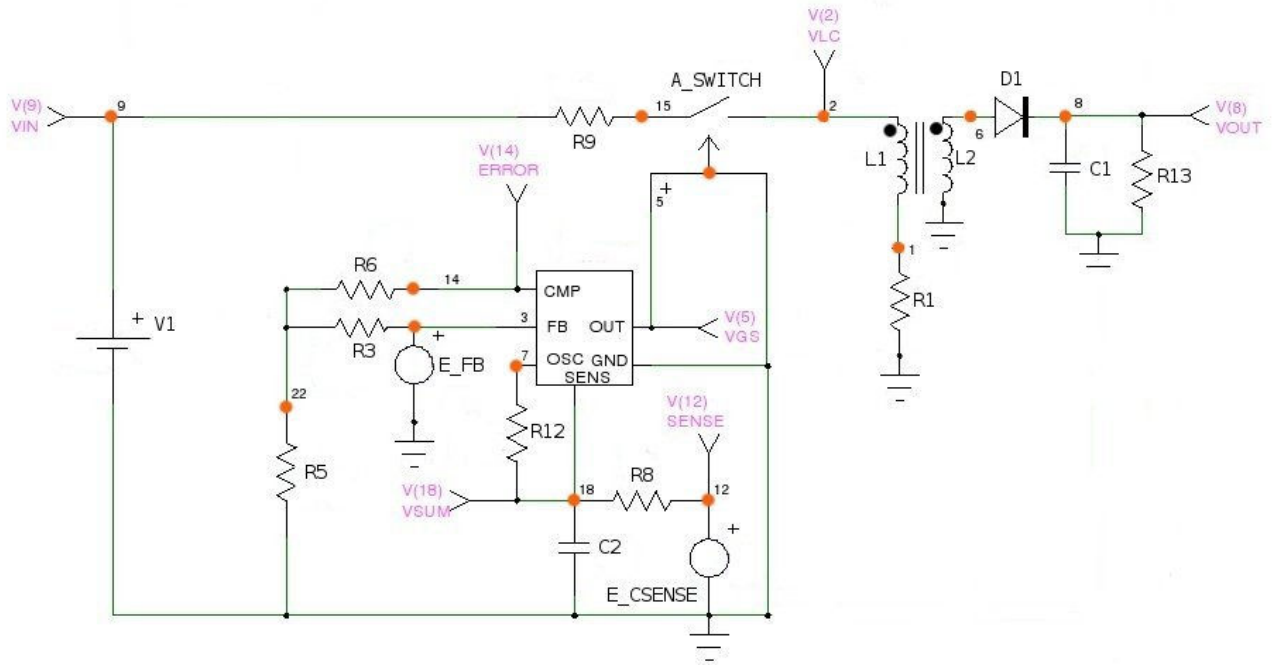 V(2)
VLC
A_SWITCH
D1
V(9)
VIN
9
15
2
8
V(8)
VOUT
R9
6
L1
L2
C1
R13
V(14)
ERROR
+
5
1
R6
14
CMP
R1
+ V1
3
FB
OUT
V(5)
VGS
R3
+
E_FB
7
OSC
GND
SENS
22
R12
V(12)
SENSE
R5
R8
V(18)
VSUM
18
12
C2
+
E_CSENSE